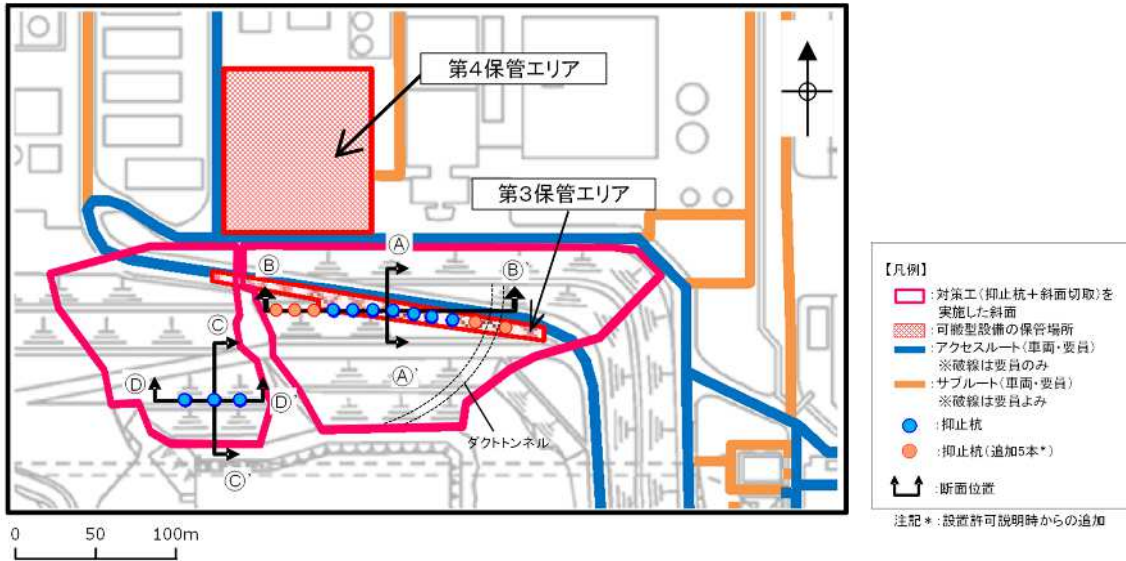 第4保管エリア
第3保管エリア
Ⓐ
Ⓑ
Ⓑ'
Ⓒ
Ⓐ'
Ⓓ
Ⓓ'
ダクトトンネル
Ⓒ'
0 50 100m
【凡例】
:対策工(抑止杭+斜面切取)を
実施した斜面
:可搬型設備の保管場所
:アクセスルート(車両・要員)
※破線は要員のみ
:サブルート(車両・要員)
※破線は要員よみ
:抑止杭
:抑止杭(追加5本*)
:断面位置
注記*:設置許可説明時からの追加